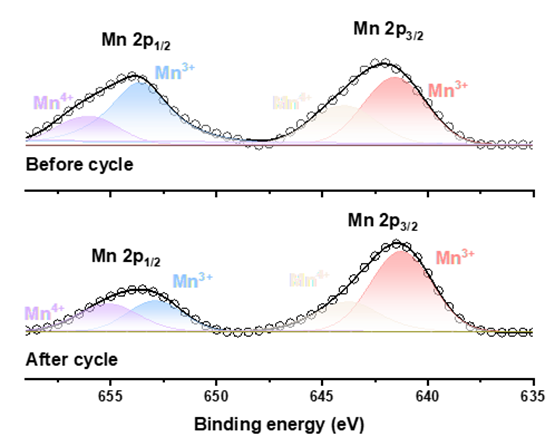 Mn 2p3/2
Mn 2p1/2
Mn3+
Mn4+
Mn4+
Mn3+
Before cycle
Mn 2p3/2
Mn 2p1/2
Mn3+
Mn4+
Mn3+
Mn4+
After cycle
655 650 645 640 635
Binding energy (eV)